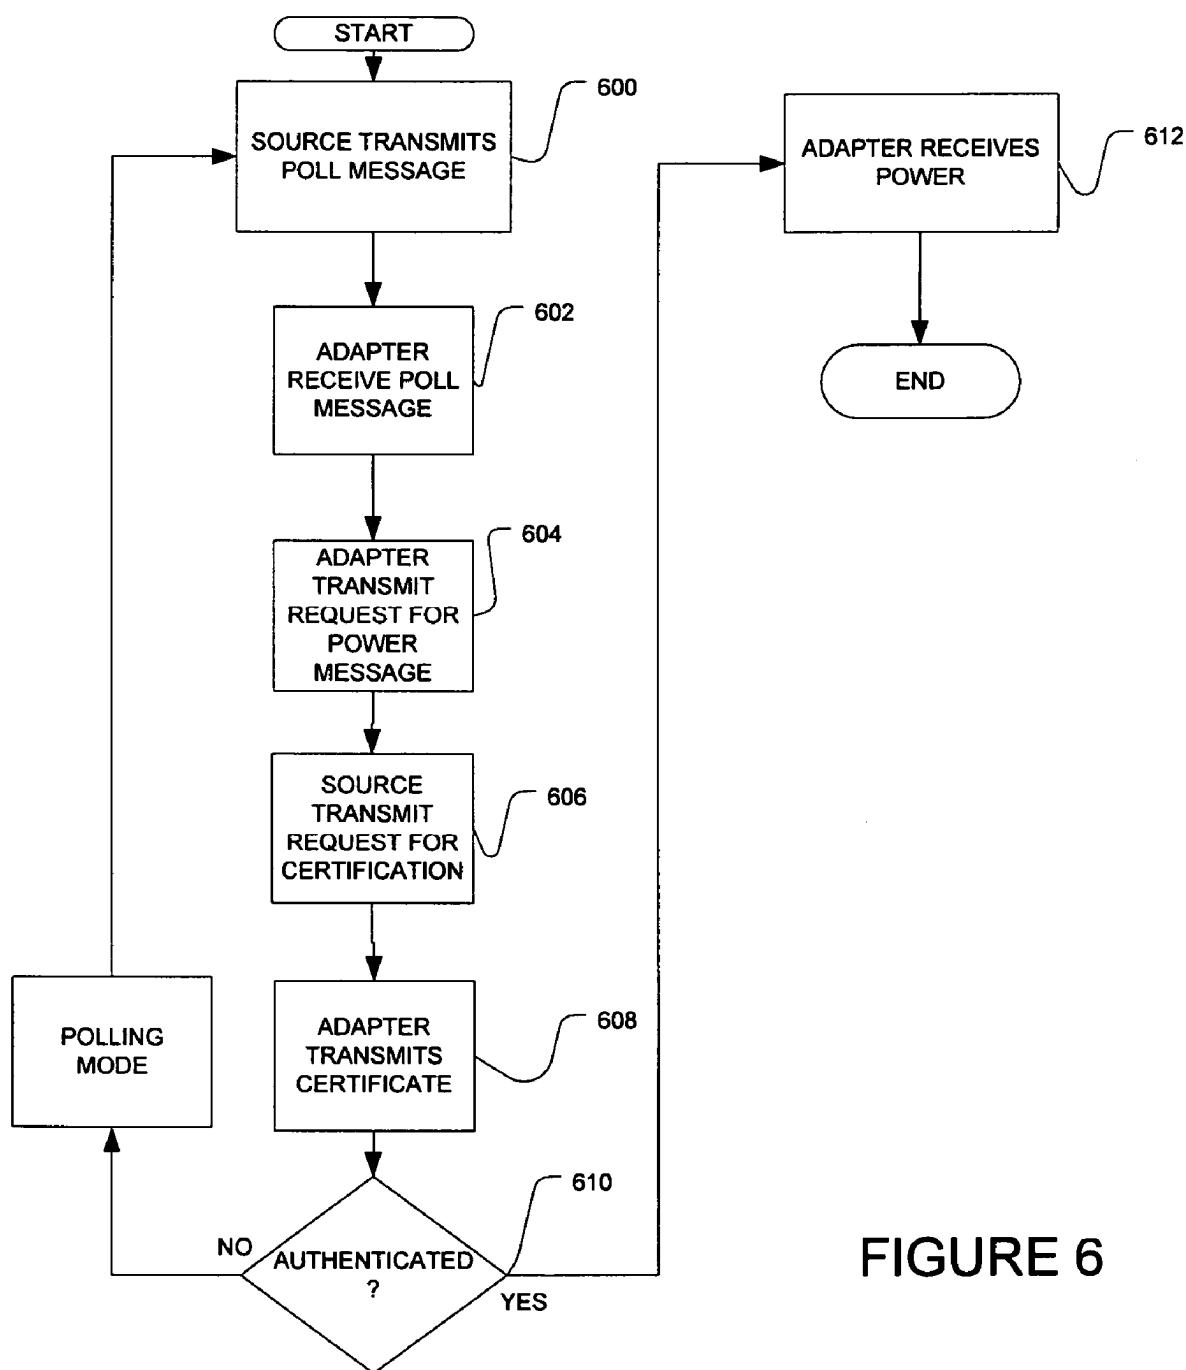 START
600
SOURCE TRANSMITS
POLL MESSAGE
602
ADAPTER
RECEIVE POLL
MESSAGE
604
ADAPTER
TRANSMIT
REQUEST FOR
POWER
MESSAGE
606
SOURCE
TRANSMIT
REQUEST FOR
CERTIFICATION
608
ADAPTER
TRANSMITS
CERTIFICATE
610
AUTHENTICATED
?
NO
YES
POLLING
MODE
612
ADAPTER RECEIVES
POWER
END
FIGURE 6